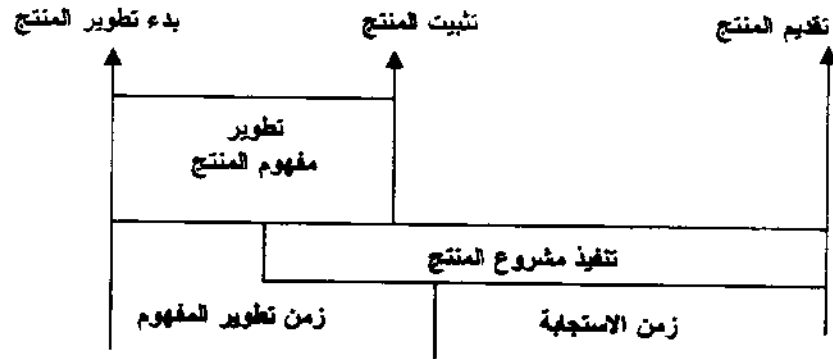 بدء تطوير المنتج
تثبيت المنتج
تقديم المنتج
تطوير
مفهوم المنتج
تنفيذ مشروع المنتج
زمن تطوير المفهوم
زمن الاستجابة